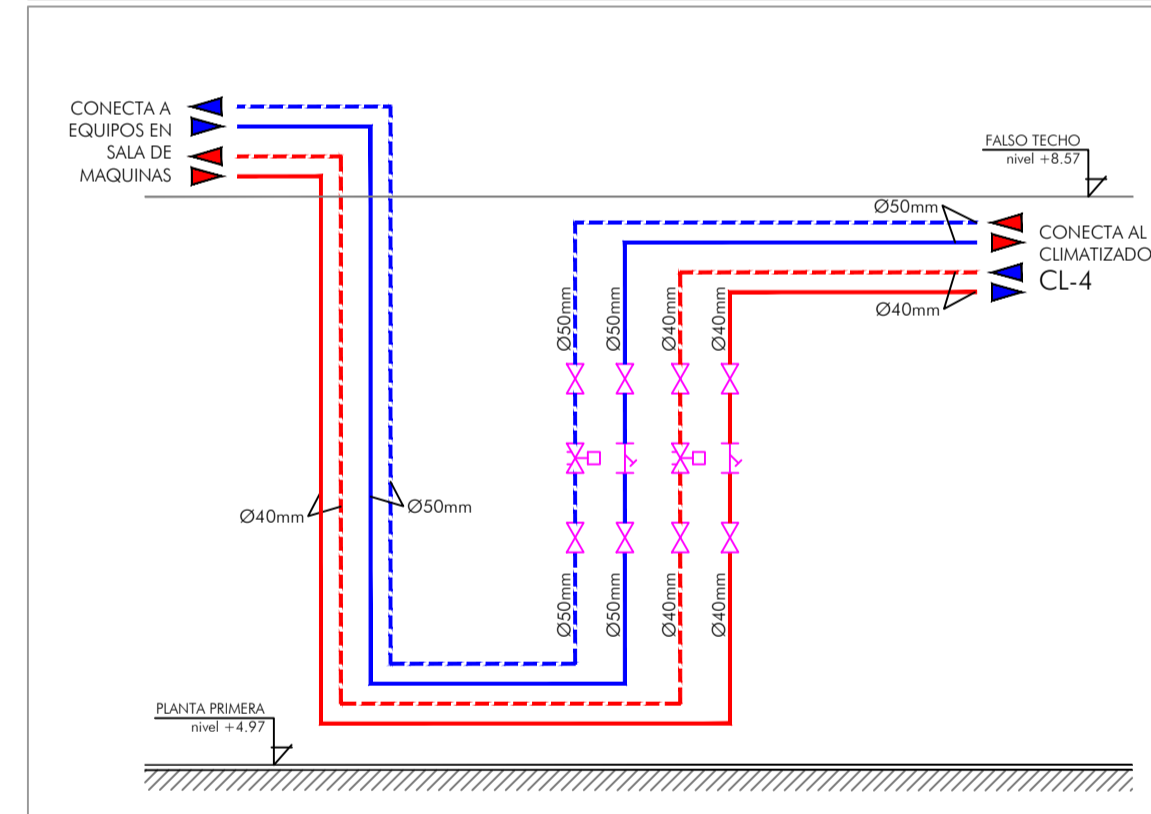 CONECTA A
EQUIPOS EN
SALA DE
MAQUINAS
FALSO TECHO
nivel +8.57
Ø50mm
CONECTA AL
CLIMATIZADO
CL-4
Ø40mm
Ø50mm
Ø50mm
Ø40mm
Ø40mm
Ø40mm
Ø50mm
Ø50mm
Ø50mm
Ø40mm
Ø40mm
PLANTA PRIMERA
nivel +4.97